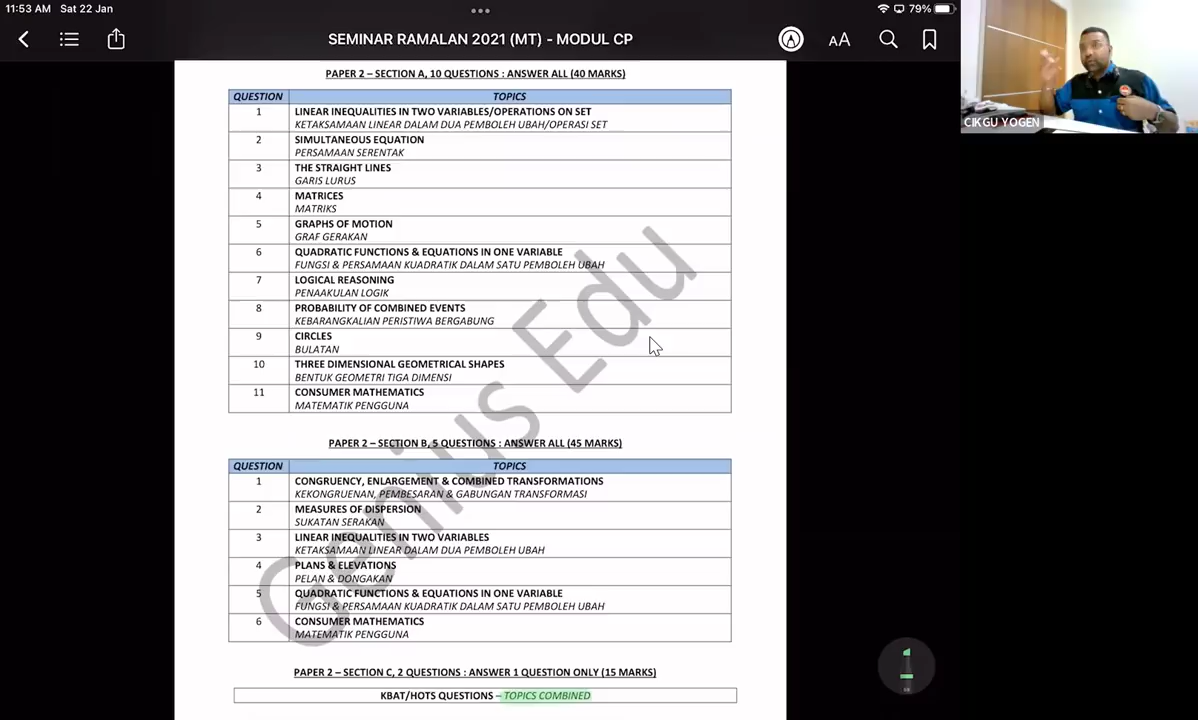 11:53 AM Sat 22 Jan
79%
SEMINAR RAMALAN 2021 (MT) - MODUL CP
AA
CIKGU YOGEN
PAPER 2 – SECTION A, 10 QUESTIONS : ANSWER ALL (40 MARKS)
QUESTION TOPICS
1 LINEAR INEQUALITIES IN TWO VARIABLES/OPERATIONS ON SET
KETAKSAMAAN LINEAR DALAM DUA PEMBOLEH UBAH/OPERASI SET
2 SIMULTANEOUS EQUATION
PERSAMAAN SERENTAK
3 THE STRAIGHT LINES
GARIS LURUS
4 MATRICES
MATRIKS
5 GRAPHS OF MOTION
GRAF GERAKAN
6 QUADRATIC FUNCTIONS & EQUATIONS IN ONE VARIABLE
FUNGSI & PERSAMAAN KUADRATIK DALAM SATU PEMBOLEH UBAH
7 LOGICAL REASONING
PENAAKULAN LOGIK
8 PROBABILITY OF COMBINED EVENTS
KEBARANGKALIAN PERISTIWA BERGABUNG
9 CIRCLES
BULATAN
10 THREE DIMENSIONAL GEOMETRICAL SHAPES
BENTUK GEOMETRI TIGA DIMENSI
11 CONSUMER MATHEMATICS
MATEMATIK PENGGUNA
PAPER 2 – SECTION B, 5 QUESTIONS : ANSWER ALL (45 MARKS)
QUESTION TOPICS
1 CONGRUENCY, ENLARGEMENT & COMBINED TRANSFORMATIONS
KEKONGRUENAN, PEMBESARAN & GABUNGAN TRANSFORMASI
2 MEASURES OF DISPERSION
SUKATAN SERAKAN
3 LINEAR INEQUALITIES IN TWO VARIABLES
KETAKSAMAAN LINEAR DALAM DUA PEMBOLEH UBAH
4 PLANS & ELEVATIONS
PELAN & DONGAKAN
5 QUADRATIC FUNCTIONS & EQUATIONS IN ONE VARIABLE
FUNGSI & PERSAMAAN KUADRATIK DALAM SATU PEMBOLEH UBAH
6 CONSUMER MATHEMATICS
MATEMATIK PENGGUNA
PAPER 2 – SECTION C, 2 QUESTIONS : ANSWER 1 QUESTION ONLY (15 MARKS)
KBAT/HOTS QUESTIONS – TOPICS COMBINED
Genius Edu